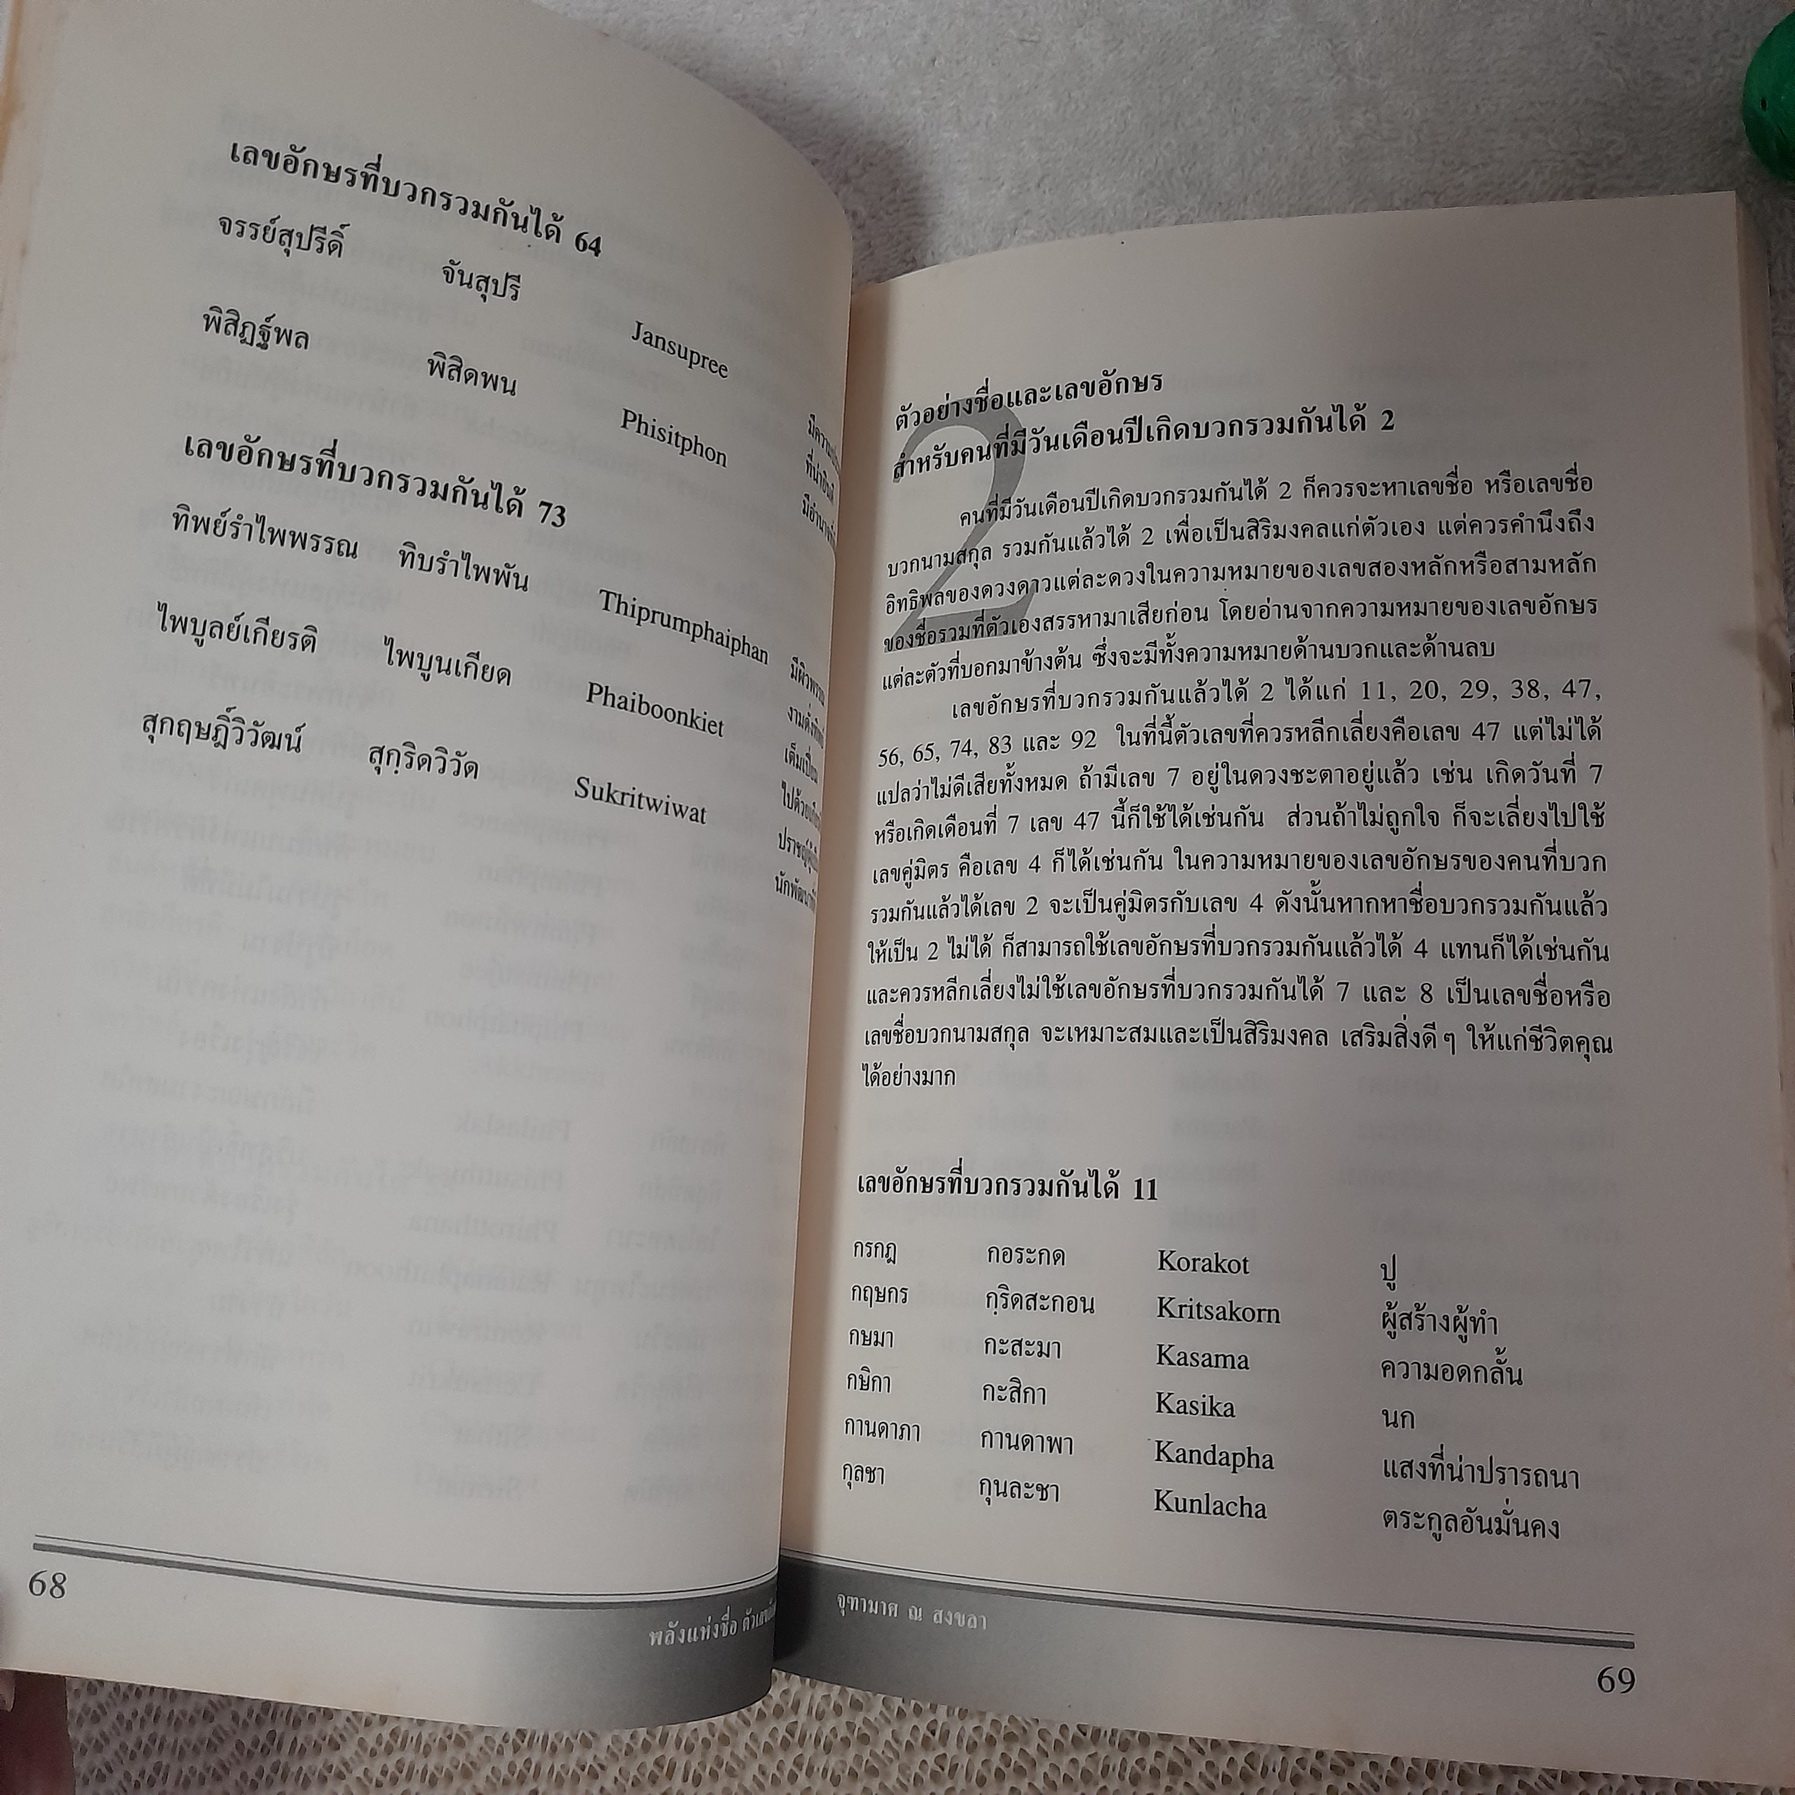 เลขอักษรที่บวกรวมกันได้ 64
จรรย์สุปรีดิ์ จันสุปรี Jansupree
พิสิฏฐ์พล พิสิดพน Phisitphon
เลขอักษรที่บวกรวมกันได้ 73
ทิพย์รำไพพรรณ ทิบรำไพพัน Thiprumphaiphan
ไพบูลย์เกียรติ ไพบูนเกียด Phaiboonkiet
สุกฤษฎิ์วิวัฒน์ สุกฺริดวิวัด Sukritwiwat
68
พลังแห่งชื่อ
ตัวอย่างชื่อและเลขอักษร
สำหรับคนที่มีวันเดือนปีเกิดบวกรวมกันได้ 2
2
คนที่มีวันเดือนปีเกิดบวกรวมกันได้ 2 ก็ควรจะหาเลขชื่อ หรือเลขชื่อ
บวกนามสกุล รวมกันแล้วได้ 2 เพื่อเป็นสิริมงคลแก่ตัวเอง แต่ควรคำนึงถึง
อิทธิพลของดวงดาวแต่ละดวงในความหมายของเลขสองหลักหรือสามหลัก
ของชื่อรวมที่ตัวเองสรรหามาเสียก่อน โดยอ่านจากความหมายของเลขอักษร
แต่ละตัวที่บอกมาข้างต้น ซึ่งจะมีทั้งความหมายด้านบวกและด้านลบ
เลขอักษรที่บวกรวมกันแล้วได้ 2 ได้แก่ 11, 20, 29, 38, 47,
56, 65, 74, 83 และ 92 ในที่นี้ตัวเลขที่ควรหลีกเลี่ยงคือเลข 47 แต่ไม่ได้
แปลว่าไม่ดีเสียทั้งหมด ถ้ามีเลข 7 อยู่ในดวงชะตาอยู่แล้ว เช่น เกิดวันที่ 7
หรือเกิดเดือนที่ 7 เลข 47 นี้ก็ใช้ได้เช่นกัน ส่วนถ้าไม่ถูกใจ ก็จะเลี่ยงไปใช้
เลขคู่มิตร คือเลข 4 ก็ได้เช่นกัน ในความหมายของเลขอักษรของคนที่บวก
รวมกันแล้วได้เลข 2 จะเป็นคู่มิตรกับเลข 4 ดังนั้นหากหาชื่อบวกรวมกันแล้ว
ให้เป็น 2 ไม่ได้ ก็สามารถใช้เลขอักษรที่บวกรวมกันแล้วได้ 4 แทนก็ได้เช่นกัน
และควรหลีกเลี่ยงไม่ใช้เลขอักษรที่บวกรวมกันได้ 7 และ 8 เป็นเลขชื่อหรือ
เลขชื่อบวกนามสกุล จะเหมาะสมและเป็นสิริมงคล เสริมสิ่งดีๆ ให้แก่ชีวิตคุณ
ได้อย่างมาก
เลขอักษรที่บวกรวมกันได้ 11
กรกฎ กอระกด Korakot ปู
กฤษกร กฺริดสะกอน Kritsakorn ผู้สร้างผู้ทำ
กษมา กะสะมา Kasama ความอดกลั้น
กษิกา กะสิกา Kasika นก
กานดาภา กานดาพา Kandapha แสงที่น่าปรารถนา
กุลชา กุนละชา Kunlacha ตระกูลอันมั่นคง
จุฑามาศ ณ สงขลา
69